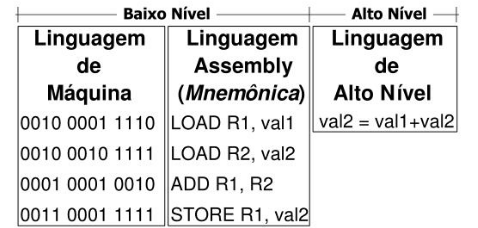 Baixo Nível
Alto Nível
Linguagem
de
Máquina
0010 0001 1110
0010 0010 1111
0001 0001 0010
0011 0001 1111
Linguagem
Assembly
(Mnemônica)
LOAD R1, val1
LOAD R2, val2
ADD R1, R2
STORE R1, val2
Linguagem
de
Alto Nível
val2 = val1+val2